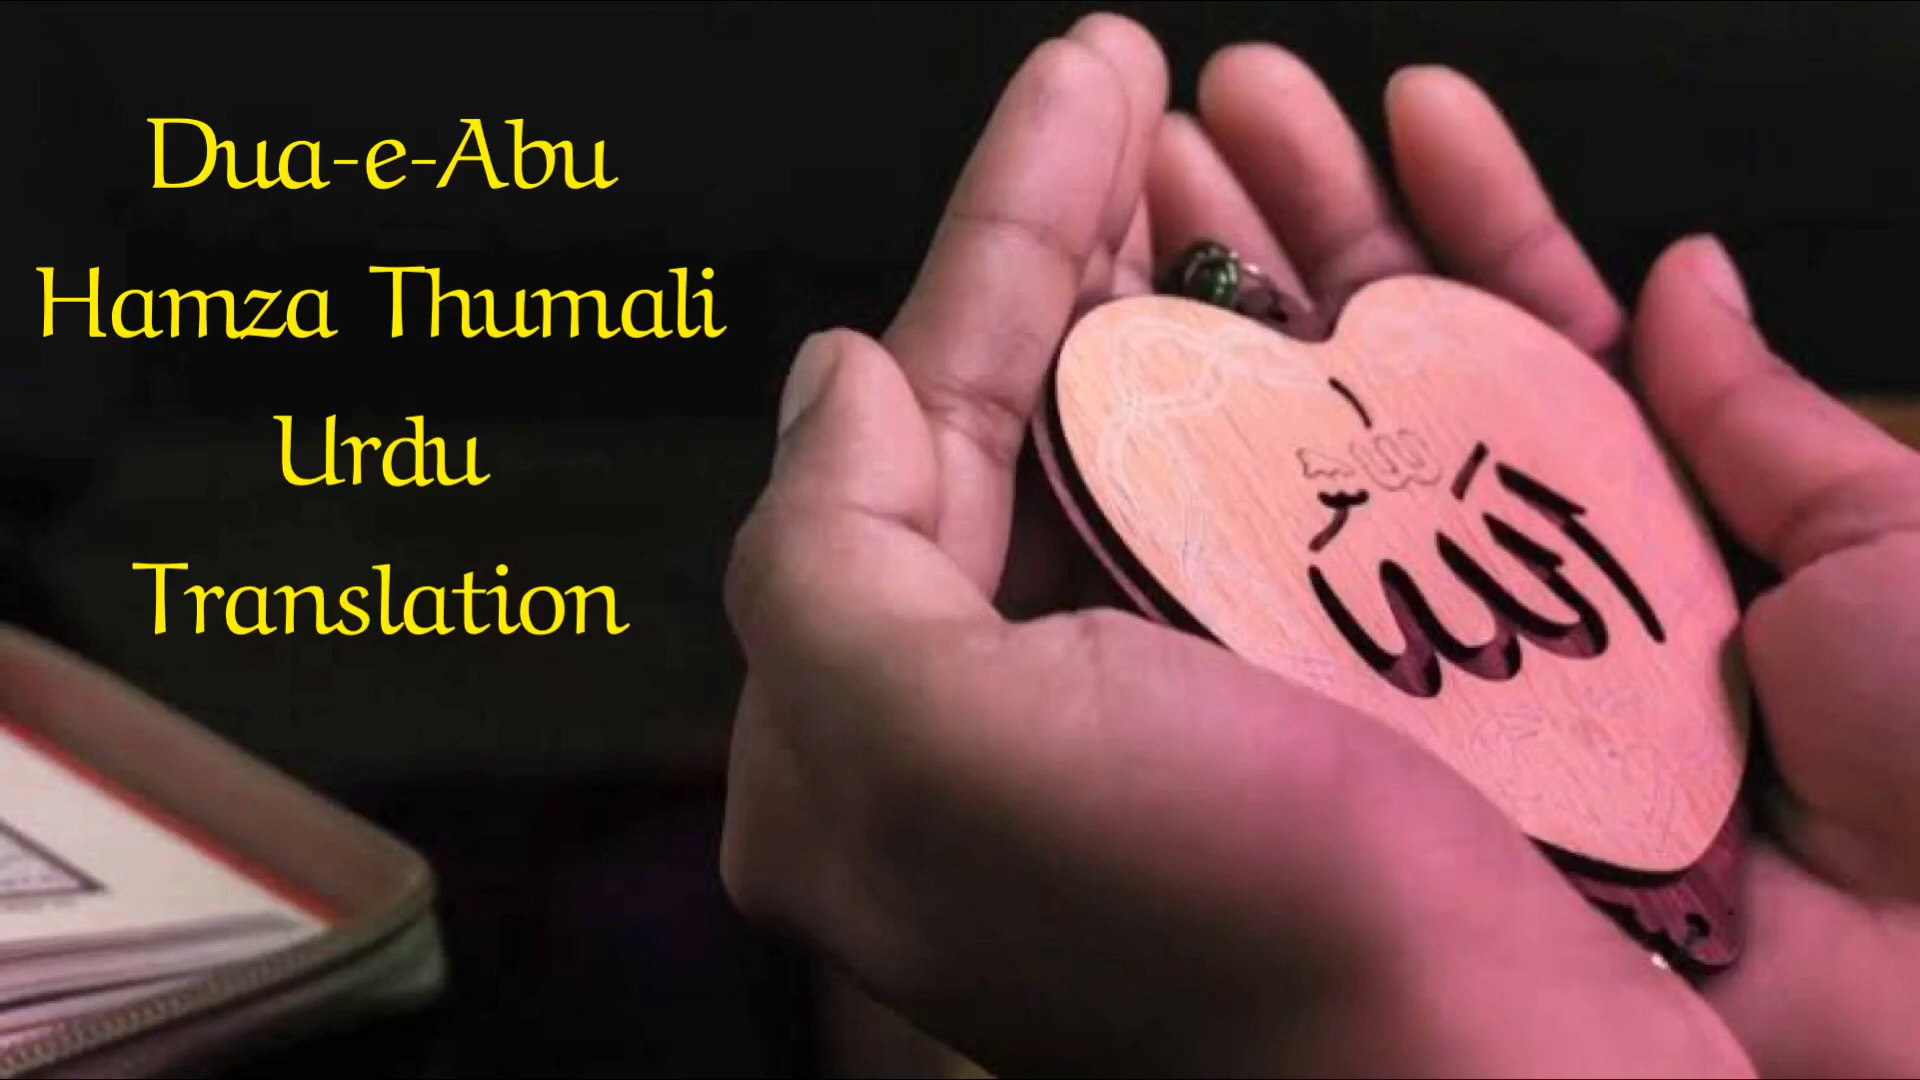 Dua-e-Abu
Hamza Thumali
Urdu
Translation
الله